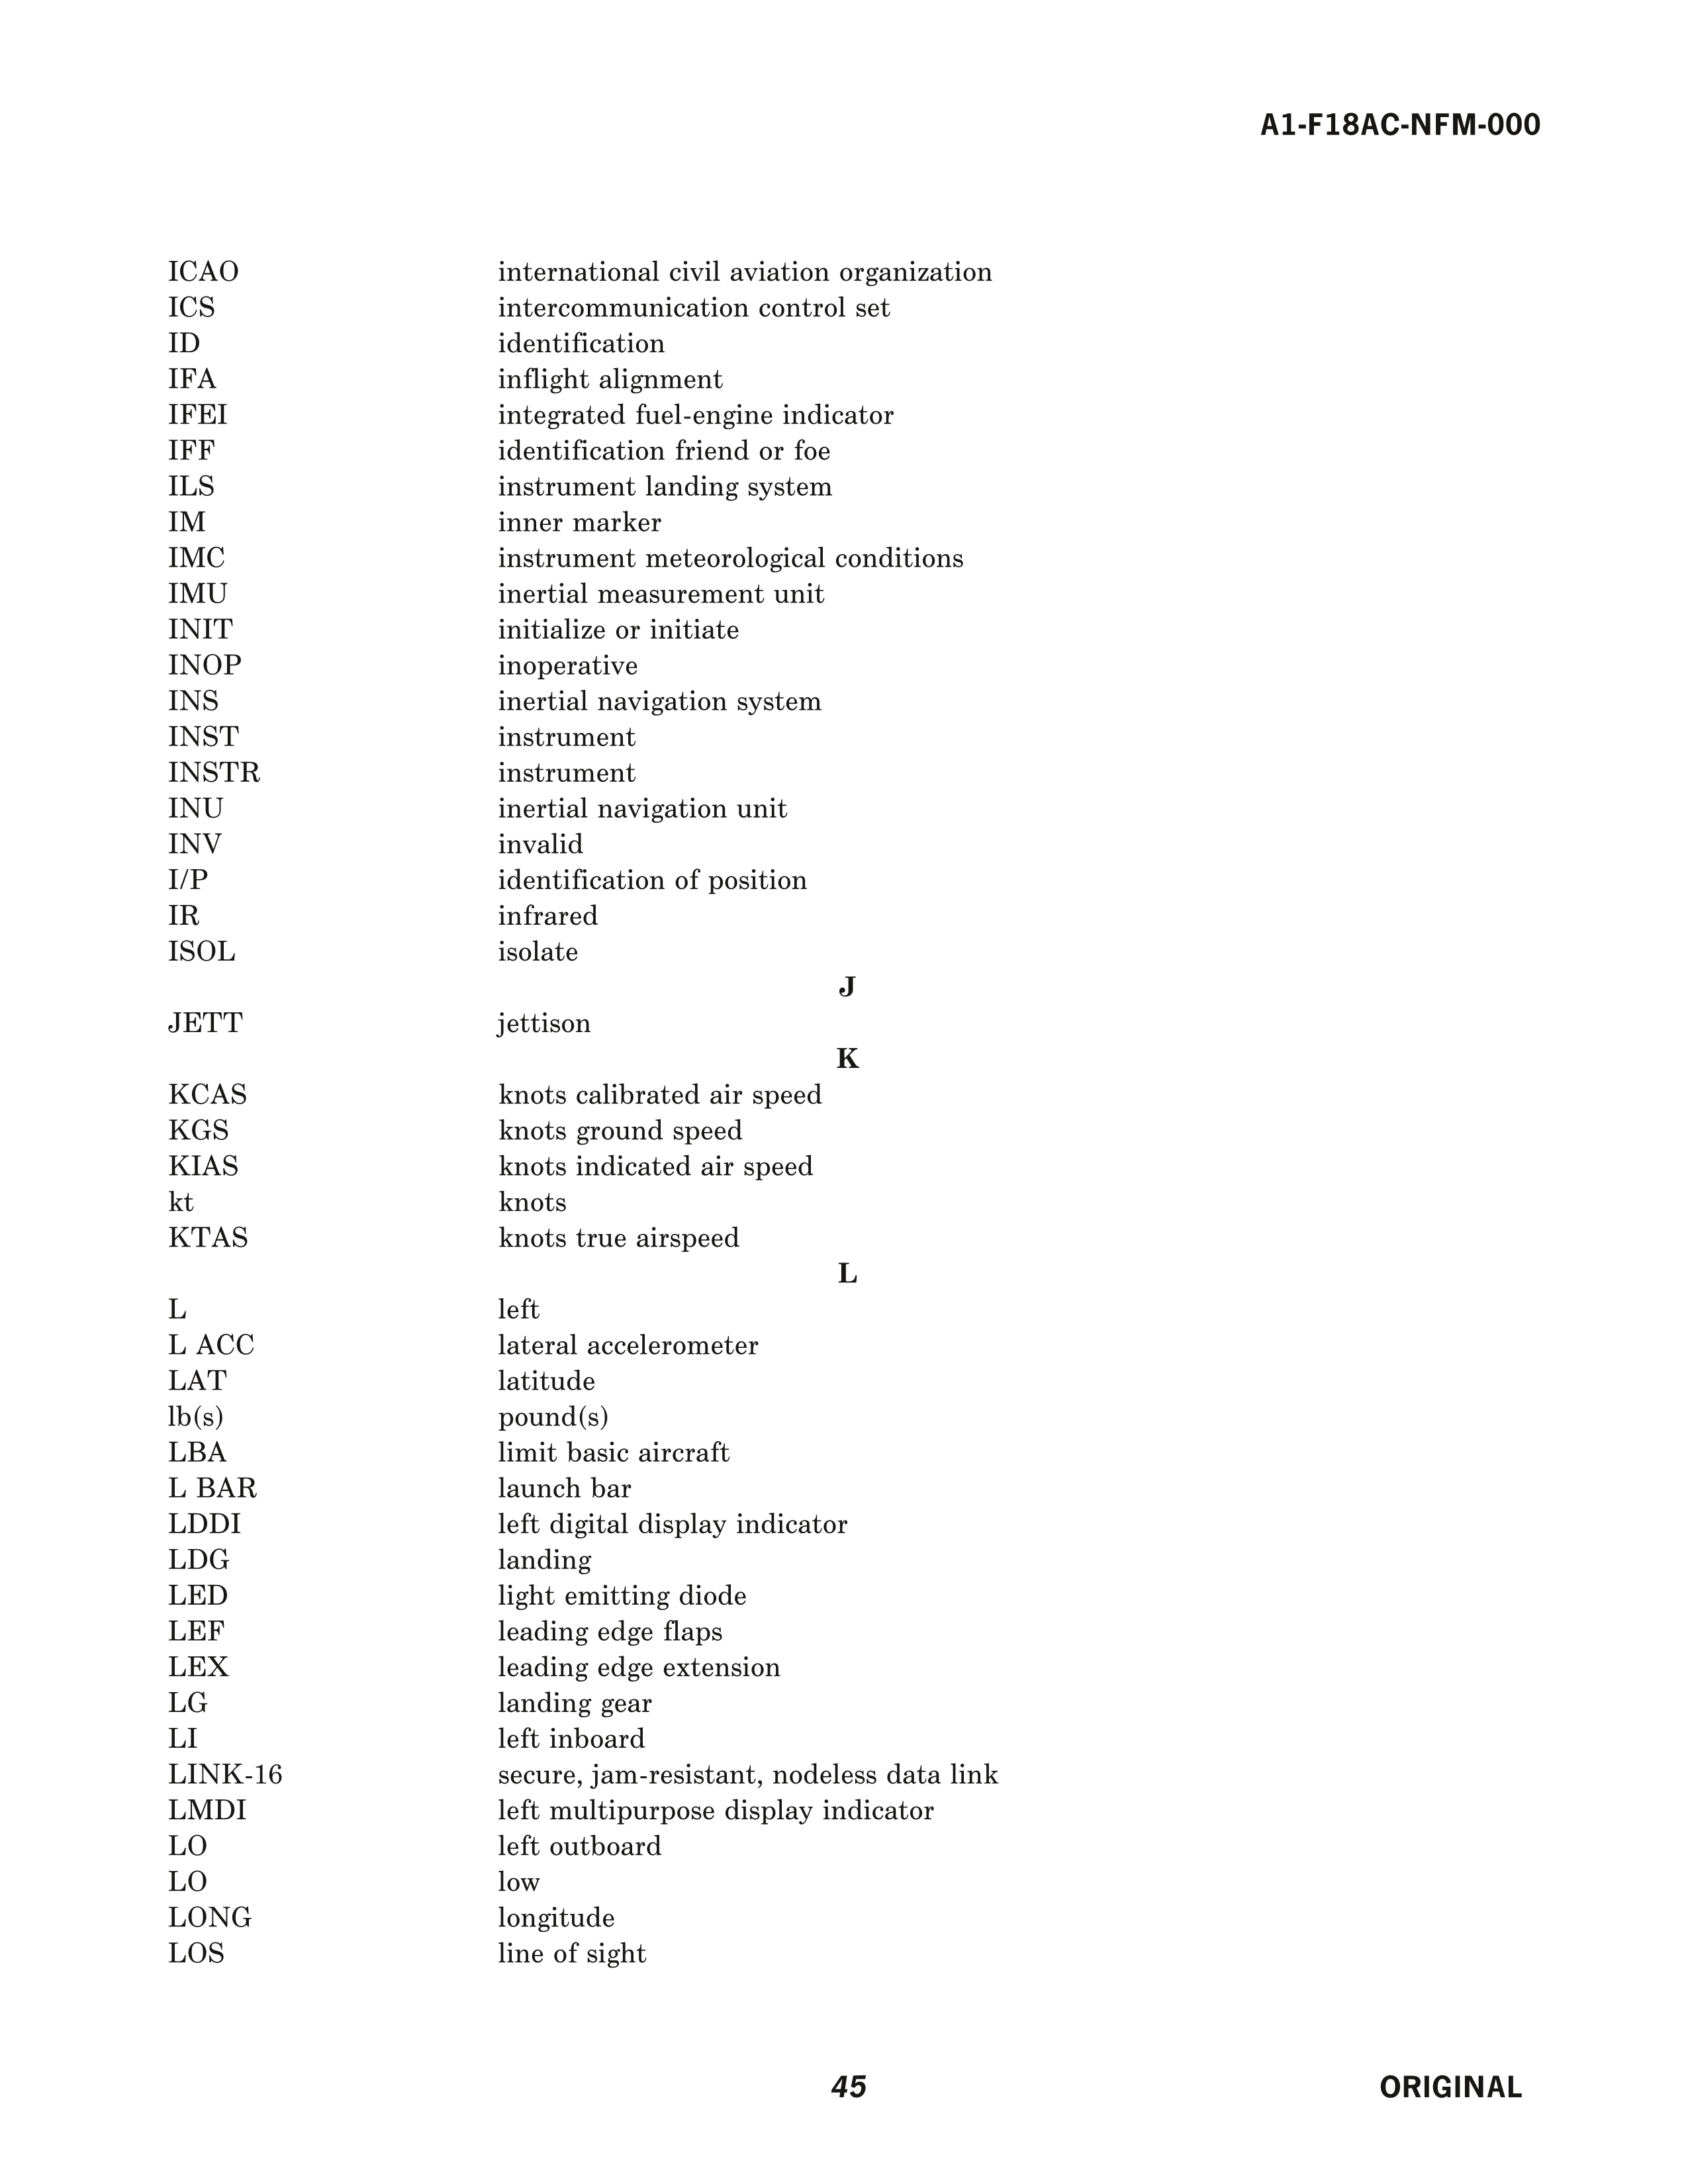 A1-F18AC-NFM-000
ICAO international civil aviation organization
ICS intercommunication control set
ID identification
IFA inflight alignment
IFEI integrated fuel-engine indicator
IFF identification friend or foe
ILS instrument landing system
IM inner marker
IMC instrument meteorological conditions
IMU inertial measurement unit
INIT initialize or initiate
INOP inoperative
INS inertial navigation system
INST instrument
INSTR instrument
INU inertial navigation unit
INV invalid
I/P identification of position
IR infrared
ISOL isolate
J
JETT jettison
K
KCAS knots calibrated air speed
KGS knots ground speed
KIAS knots indicated air speed
kt knots
KTAS knots true airspeed
L
L left
L ACC lateral accelerometer
LAT latitude
lb(s) pound(s)
LBA limit basic aircraft
L BAR launch bar
LDDI left digital display indicator
LDG landing
LED light emitting diode
LEF leading edge flaps
LEX leading edge extension
LG landing gear
LI left inboard
LINK-16 secure, jam-resistant, nodeless data link
LMDI left multipurpose display indicator
LO left outboard
LO low
LONG longitude
LOS line of sight
45 ORIGINAL